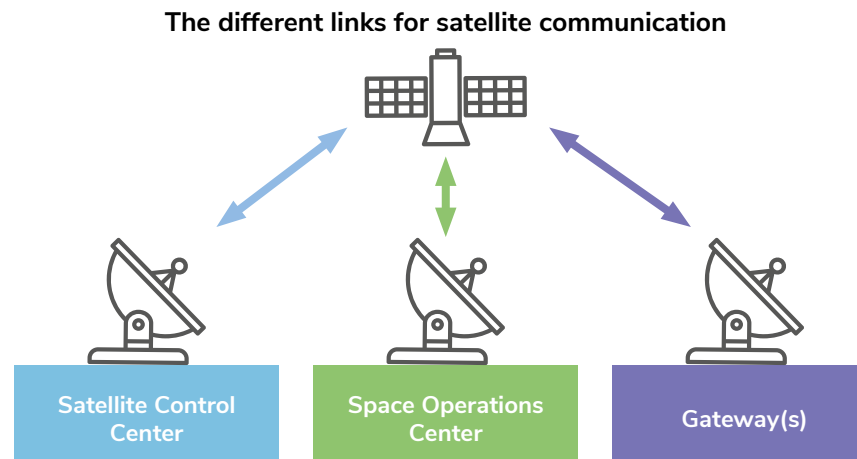 The different links for satellite communication
Satellite Control
Center
Space Operations
Center
Gateway(s)